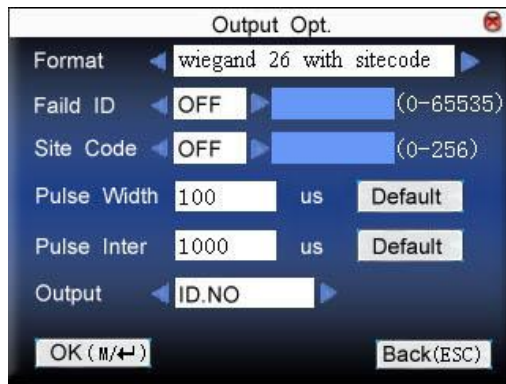 Output Opt.
Format wiegand 26 with sitecode
Faild ID OFF (0-65535)
Site Code OFF (0-256)
Pulse Width 100 us Default
Pulse Inter 1000 us Default
Output ID.NO
OK(M/↵) Back(ESC)